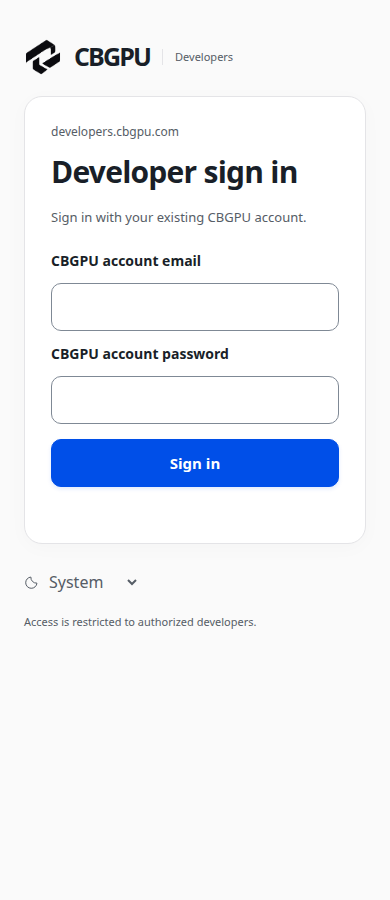 CBGPU
Developers
developers.cbgpu.com
Developer sign in
Sign in with your existing CBGPU account.
CBGPU account email
CBGPU account password
Sign in
System
Access is restricted to authorized developers.